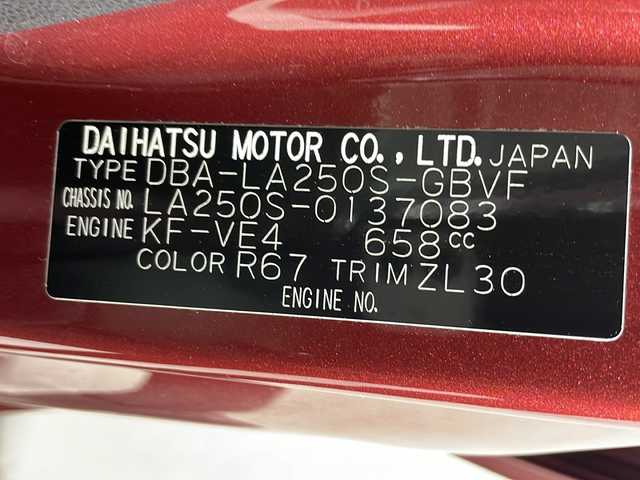 DAIHATSU MOTOR CO., LTD. JAPAN
TYPE DBA-LA250S-GBVF
CHASSIS NO. LA250S-0137083
ENGINE KF-VE4 658cc
COLOR R67 TRIM ZL30
ENGINE NO.